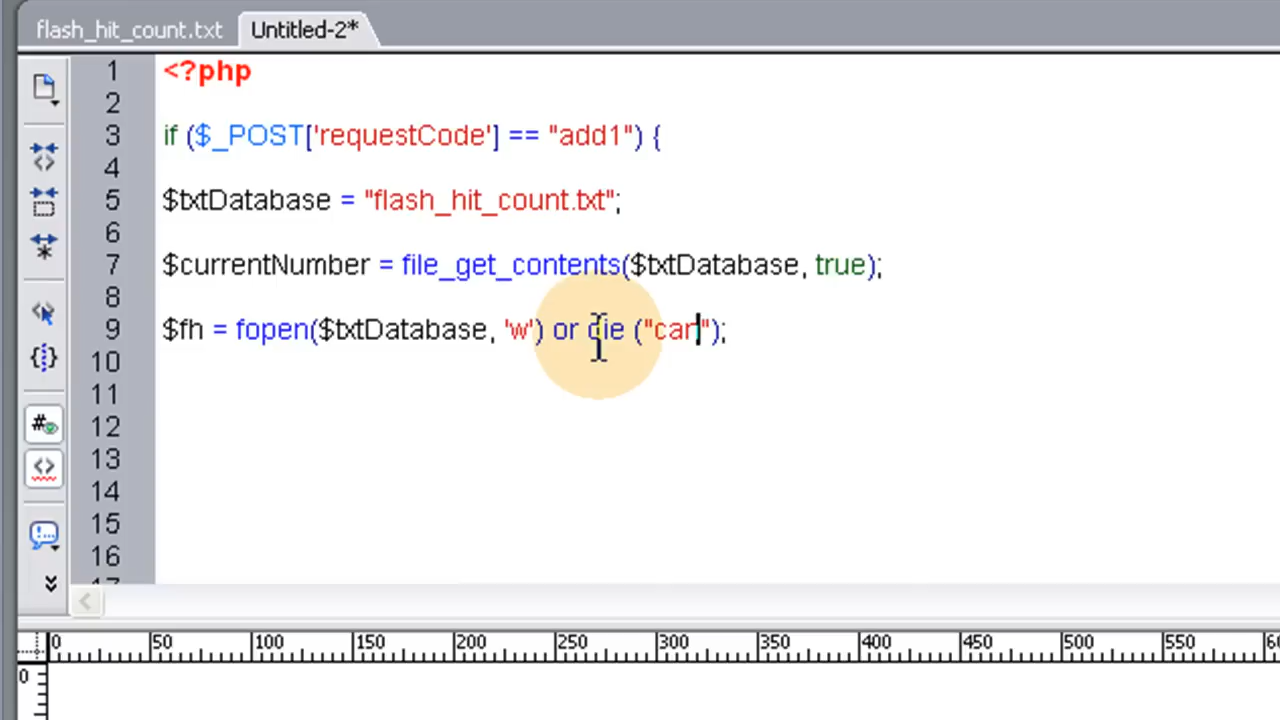 flash_hit_count.txt Untitled-2*
1 <?php
2
3 if ($_POST['requestCode'] == "add1") {
4
5 $txtDatabase = "flash_hit_count.txt";
6
7 $currentNumber = file_get_contents($txtDatabase, true);
8
9 $fh = fopen($txtDatabase, 'w') or die ("can");
10
11
12
13
14
15
16
0 50 100 150 200 250 300 350 400 450 500 550
0